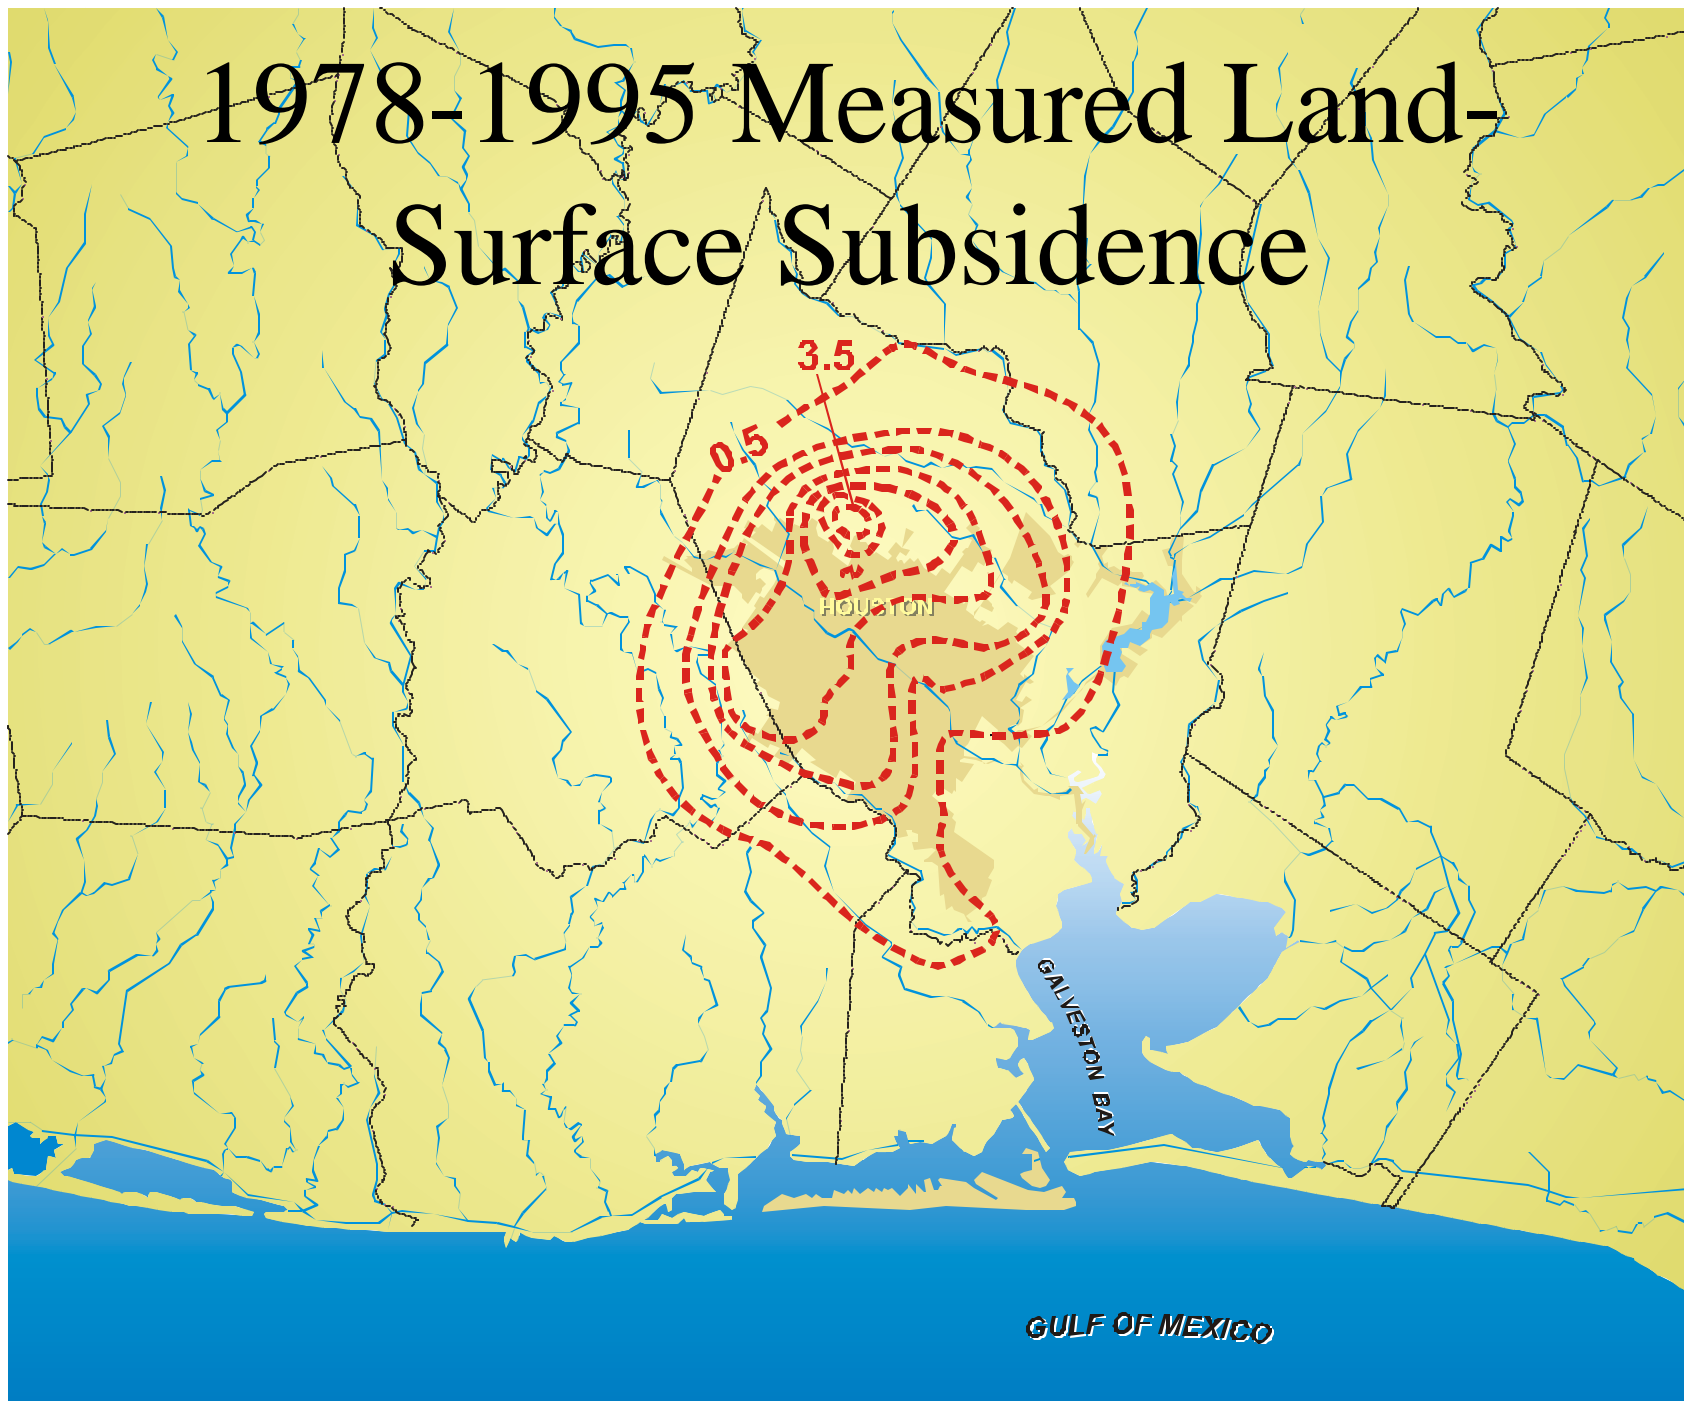 1978-1995 Measured Land-
Surface Subsidence
3.5
0.5
HOUSTON
GALVESTON BAY
GULF OF MEXICO